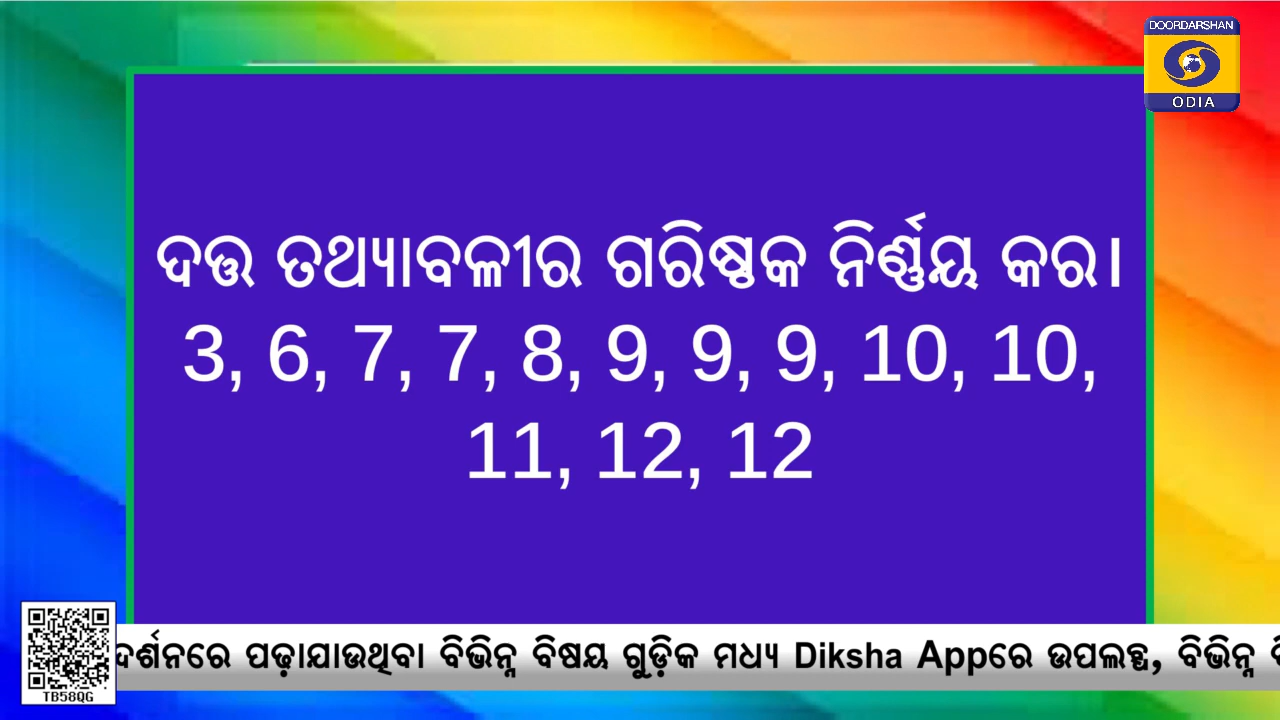 DOORDARSHAN
ODIA
ଦତ୍ତ ତଥ୍ୟାବଳୀର ଗରିଷ୍ଠକ ନିର୍ଣ୍ଣୟ କର।
3, 6, 7, 7, 8, 9, 9, 9, 10, 10,
11, 12, 12
ଦର୍ଶନରେ ପଢ଼ାଯାଉଥିବା ବିଭିନ୍ନ ବିଷୟ ଗୁଡ଼ିକ ମଧ୍ୟ Diksha Appରେ ଉପଲବ୍ଧ, ବିଭିନ୍ନ
TB58QG